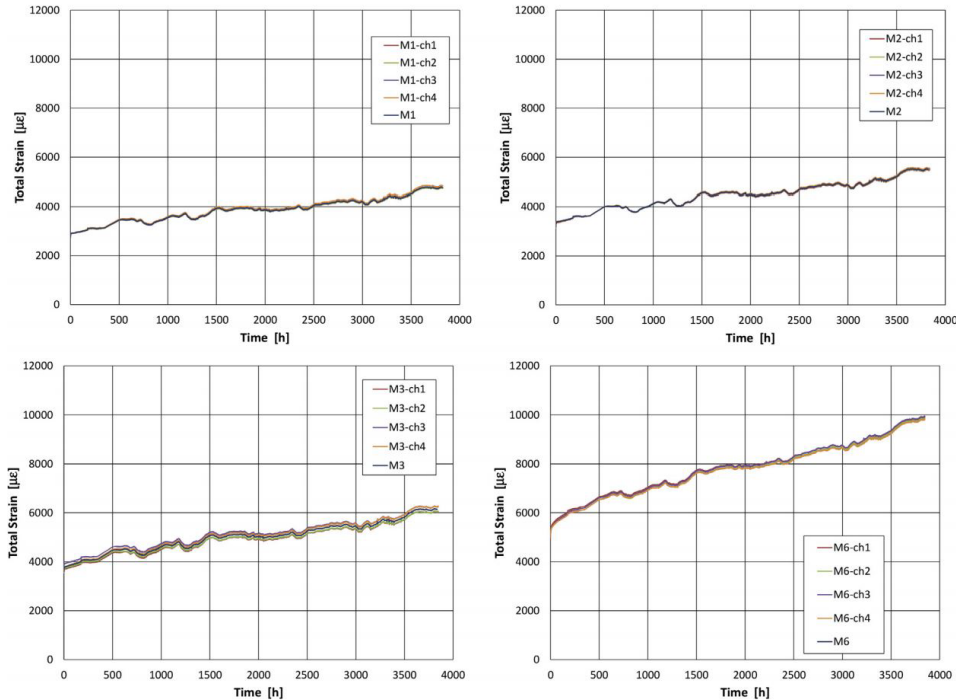 12000
10000
8000
6000
4000
2000
0
Total Strain [με]
M1-ch1
M1-ch2
M1-ch3
M1-ch4
M1
0 500 1000 1500 2000 2500 3000 3500 4000
Time [h]
12000
10000
8000
6000
4000
2000
0
Total Strain [με]
M2-ch1
M2-ch2
M2-ch3
M2-ch4
M2
0 500 1000 1500 2000 2500 3000 3500 4000
Time [h]
12000
10000
8000
6000
4000
2000
0
Total Strain [με]
M3-ch1
M3-ch2
M3-ch3
M3-ch4
M3
0 500 1000 1500 2000 2500 3000 3500 4000
Time [h]
12000
10000
8000
6000
4000
2000
0
Total Strain [με]
M6-ch1
M6-ch2
M6-ch3
M6-ch4
M6
0 500 1000 1500 2000 2500 3000 3500 4000
Time [h]